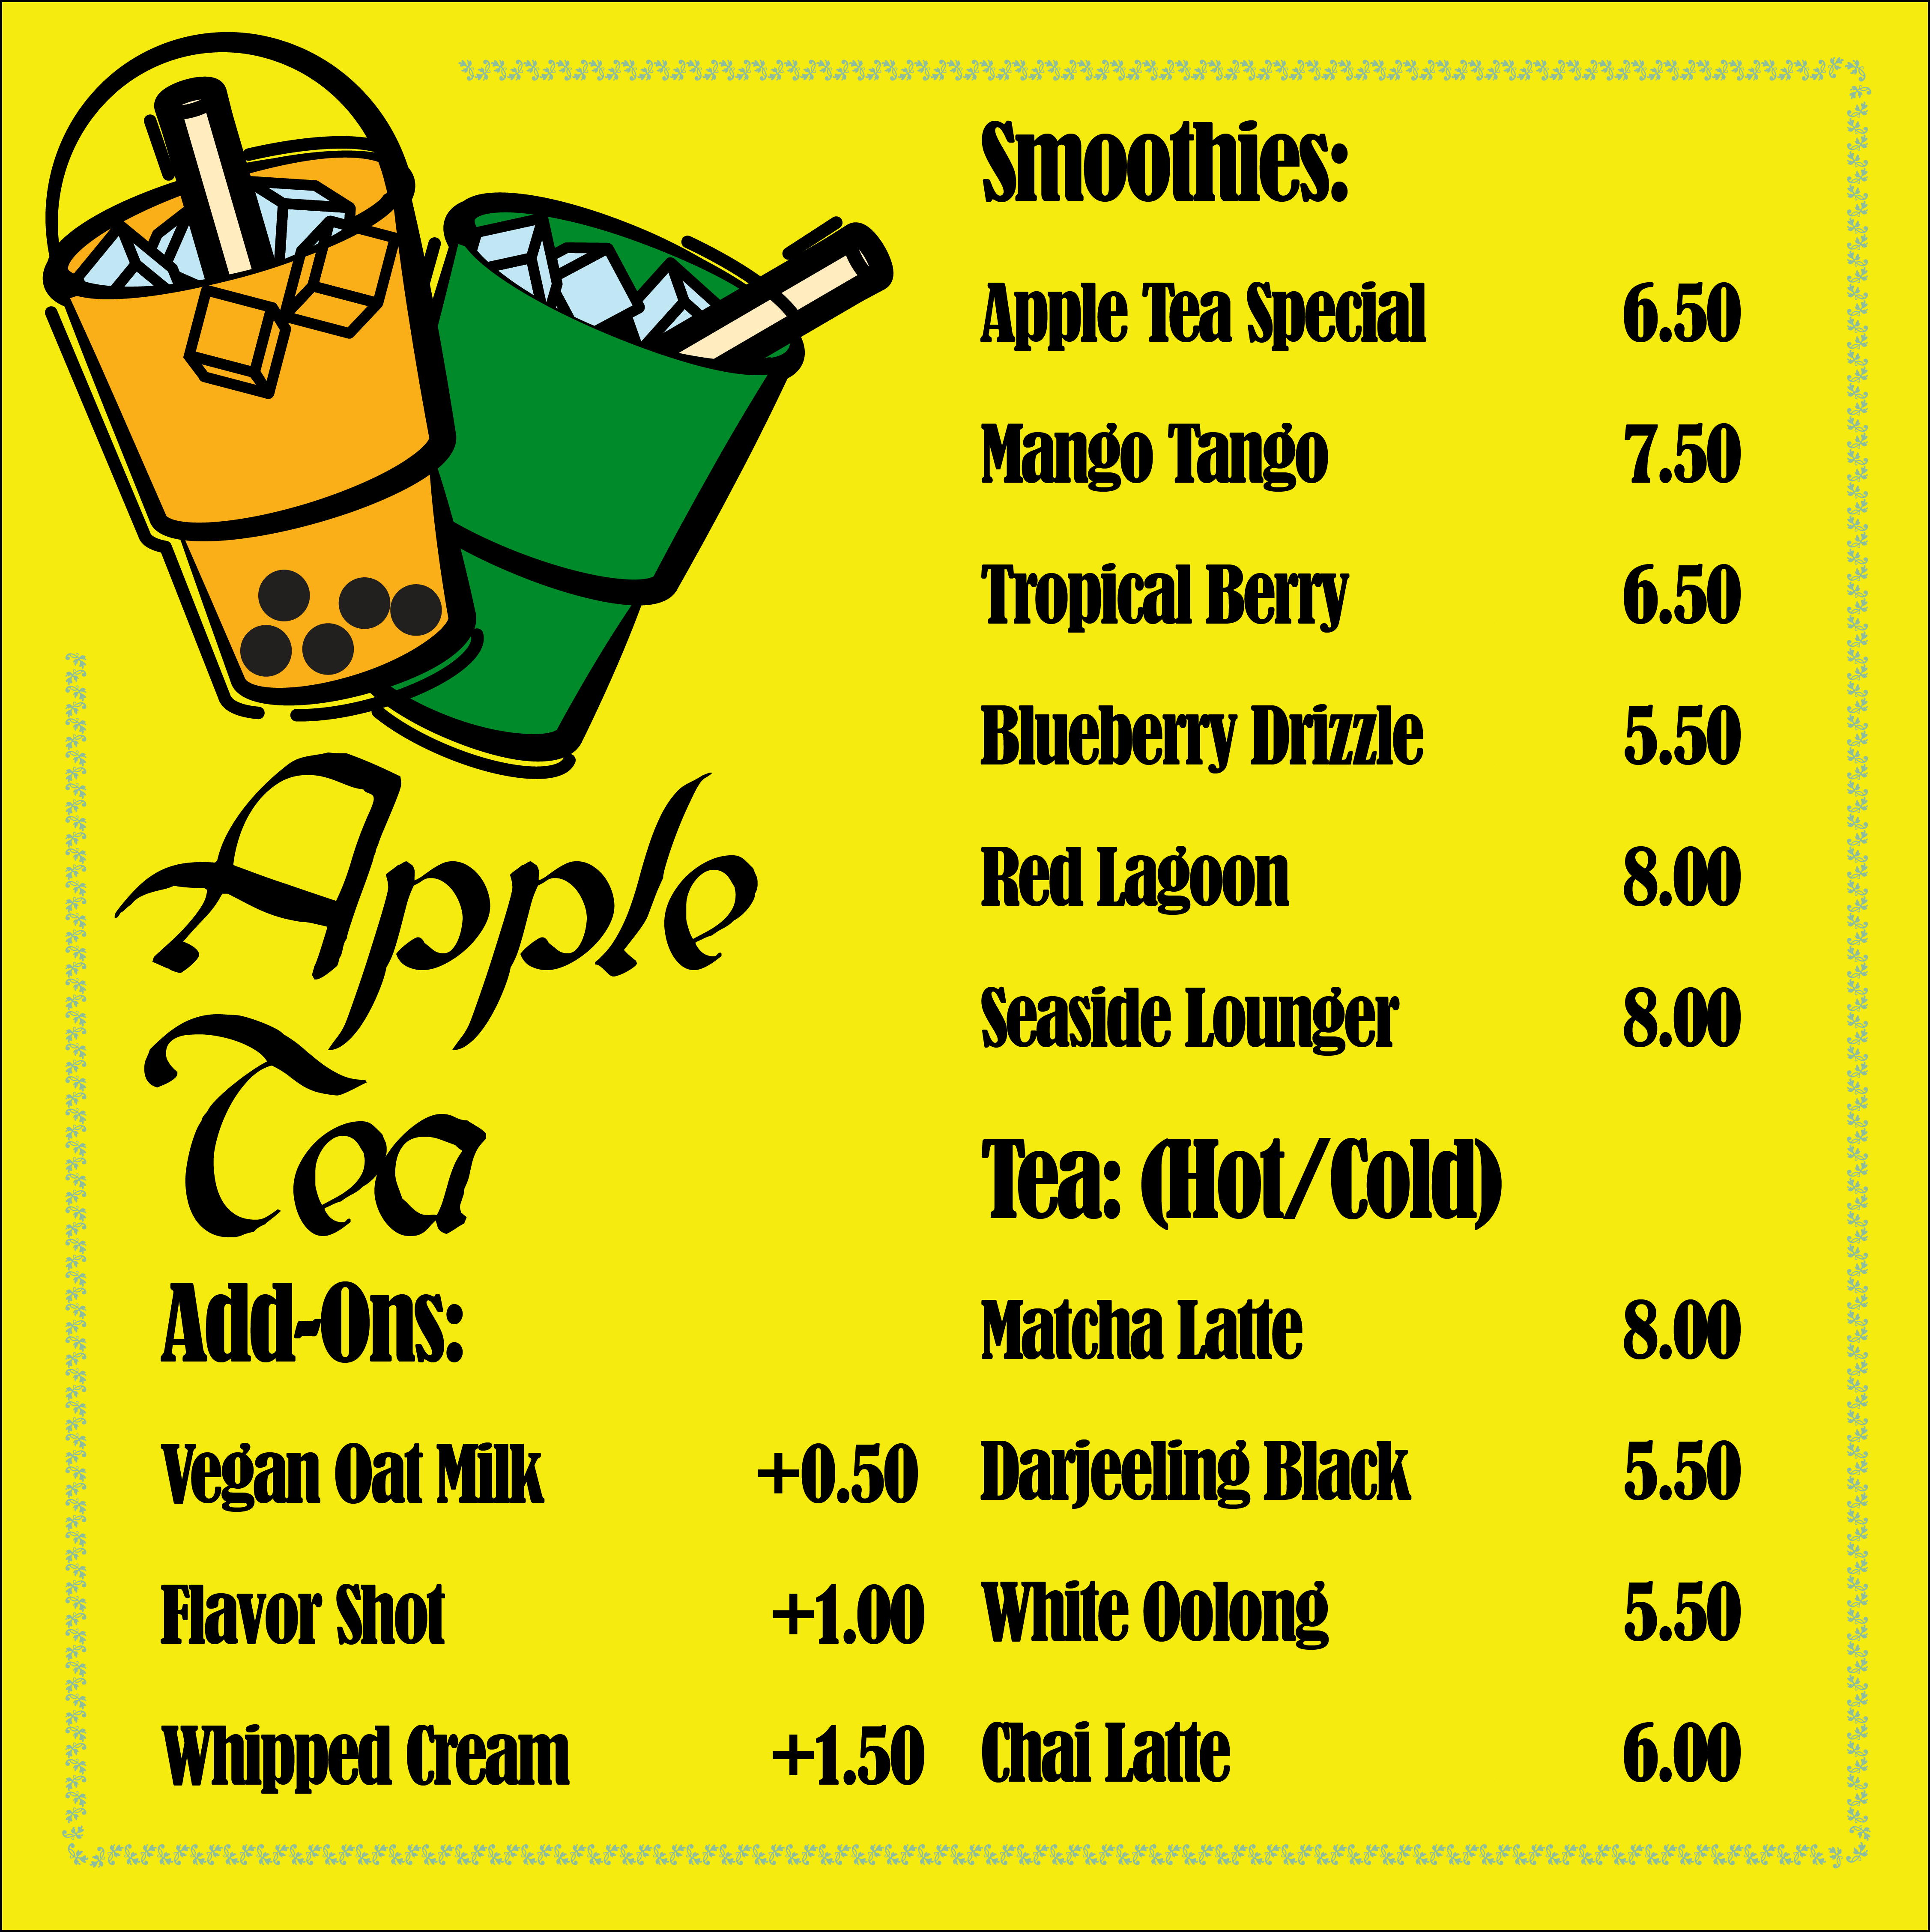 Apple
Tea
Add-Ons:
Vegan Oat Milk +0.50
Flavor Shot +1.00
Whipped Cream +1.50
Smoothies:
Apple Tea Special 6.50
Mango Tango 7.50
Tropical Berry 6.50
Blueberry Drizzle 5.50
Red Lagoon 8.00
Seaside Lounger 8.00
Tea: (Hot/Cold)
Matcha Latte 8.00
Darjeeling Black 5.50
White Oolong 5.50
Chai Latte 6.00